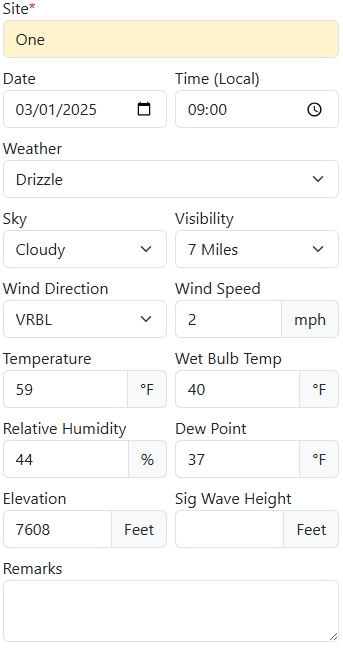 Site*
One
Date Time (Local)
03/01/2025 09:00
Weather
Drizzle
Sky Visibility
Cloudy 7 Miles
Wind Direction Wind Speed
VRBL 2 mph
Temperature Wet Bulb Temp
59 °F 40 °F
Relative Humidity Dew Point
44 % 37 °F
Elevation Sig Wave Height
7608 Feet Feet
Remarks